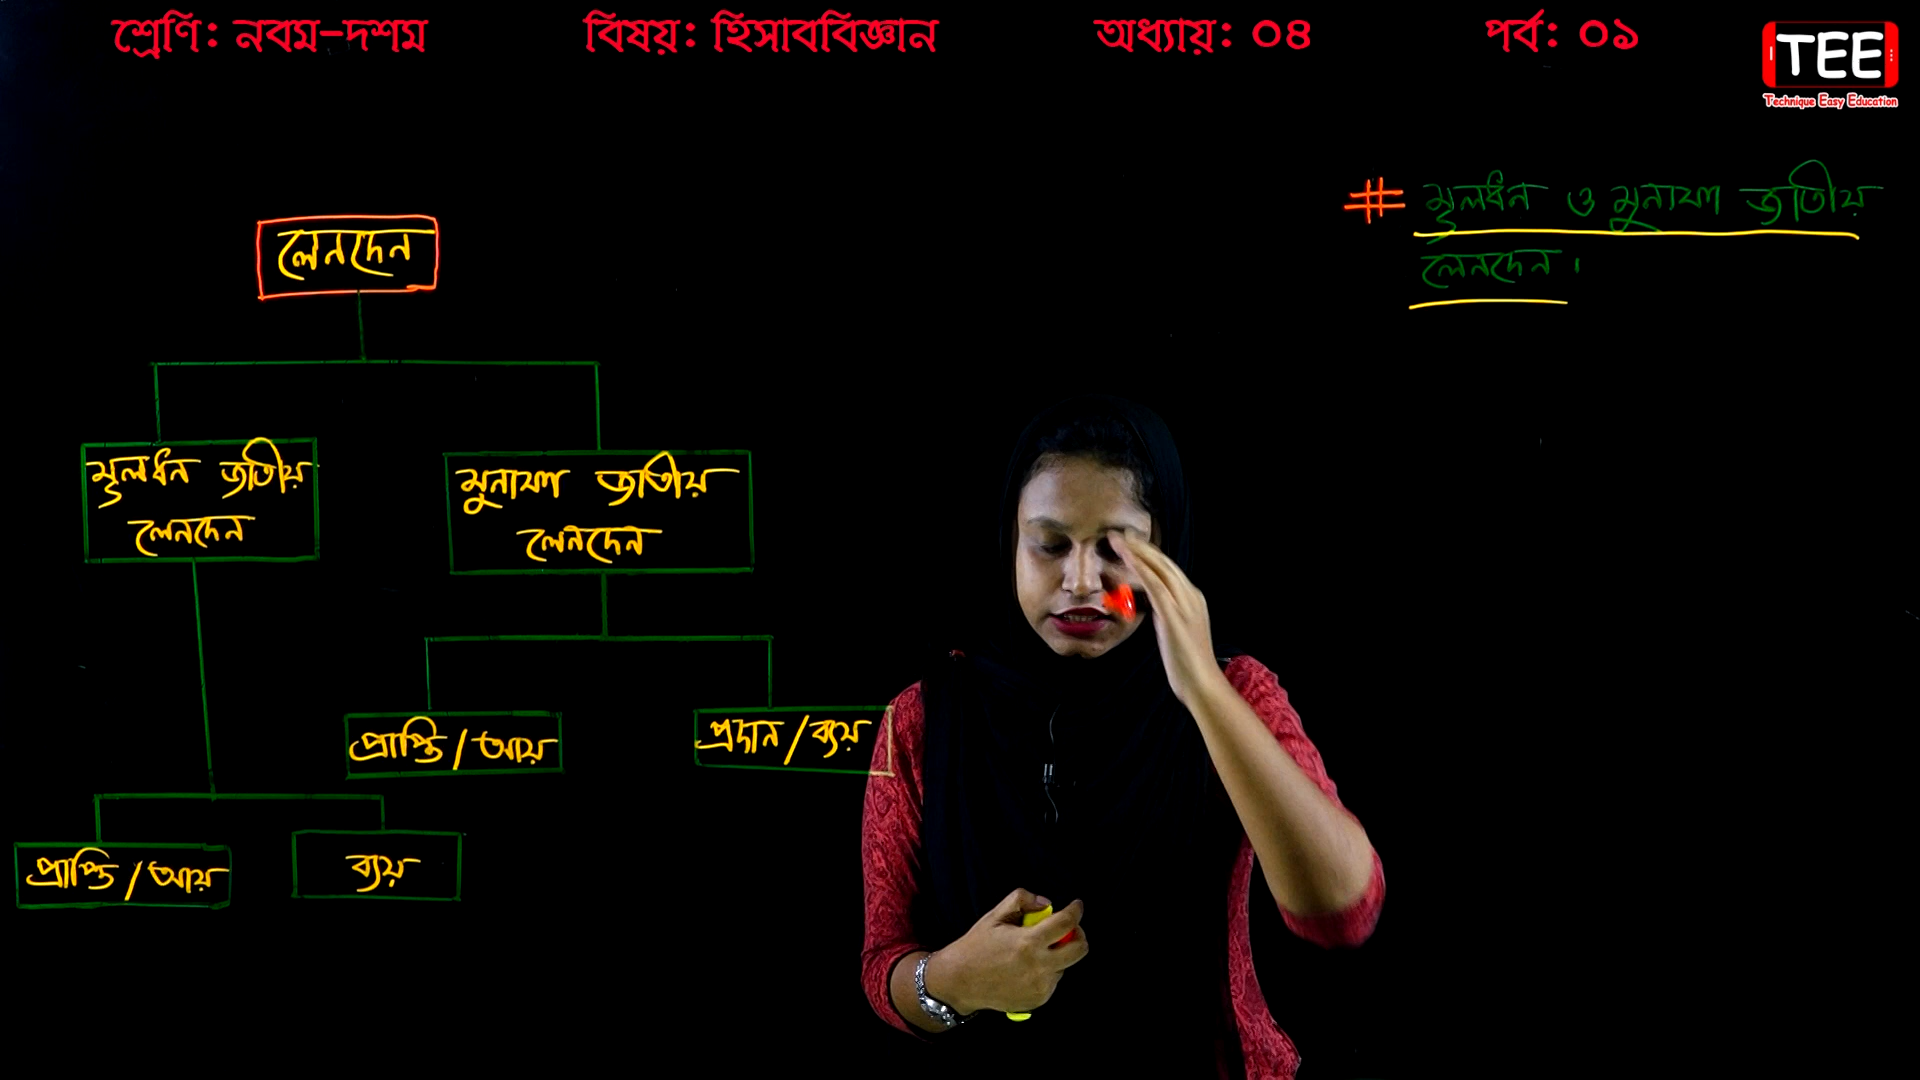 শ্রেণি: নবম-দশম
বিষয়: হিসাববিজ্ঞান
অধ্যায়: ০৪
পর্ব: ০১
TEE
Technique Easy Education
# মূলধন ও মুনাফা জাতীয়
লেনদেন।
লেনদেন
মূলধন জাতীয়
লেনদেন
মুনাফা জাতীয়
লেনদেন
প্রাপ্তি/আয়
প্রদান/ব্যয়
প্রাপ্তি/আয়
ব্যয়